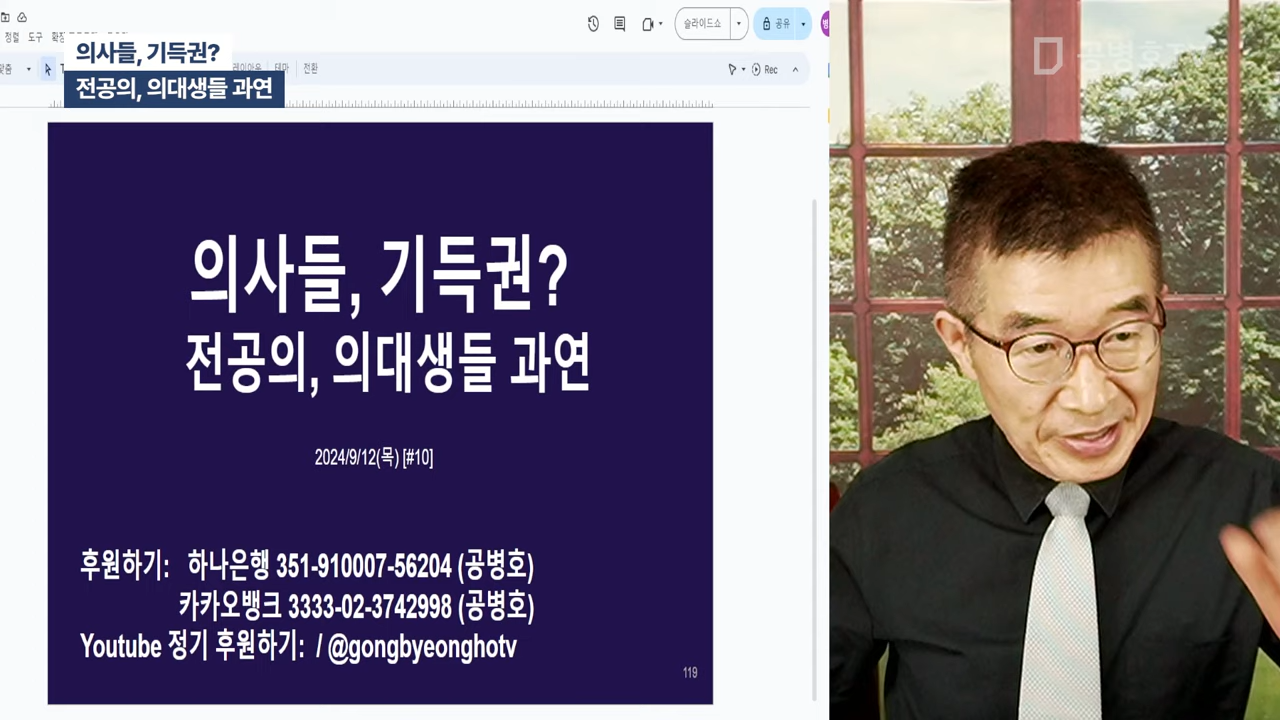 의사들, 기득권?
전공의, 의대생들 과연
정렬 도구
슬라이드쇼
공유
테마 전환
Rec
공병호
의사들, 기득권?
전공의, 의대생들 과연
2024/9/12(목) [#10]
후원하기: 하나은행 351-910007-56204 (공병호)
카카오뱅크 3333-02-3742998 (공병호)
Youtube 정기 후원하기: / @gongbyeonghotv
119